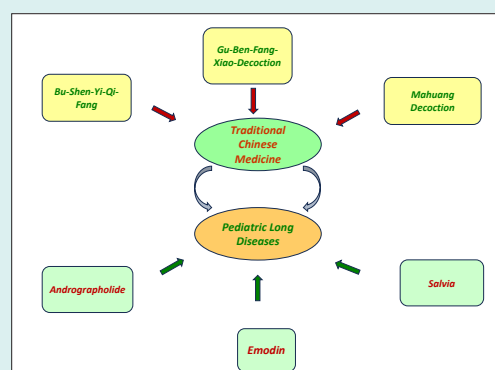 Gu-Ben-Fang-
Xiao-Decoction
Bu-Shen-Yi-Qi-
Fang
Mahuang
Decoction
Traditional
Chinese
Medicine
Pediatric Long
Diseases
Andrographolide
Salvia
Emodin